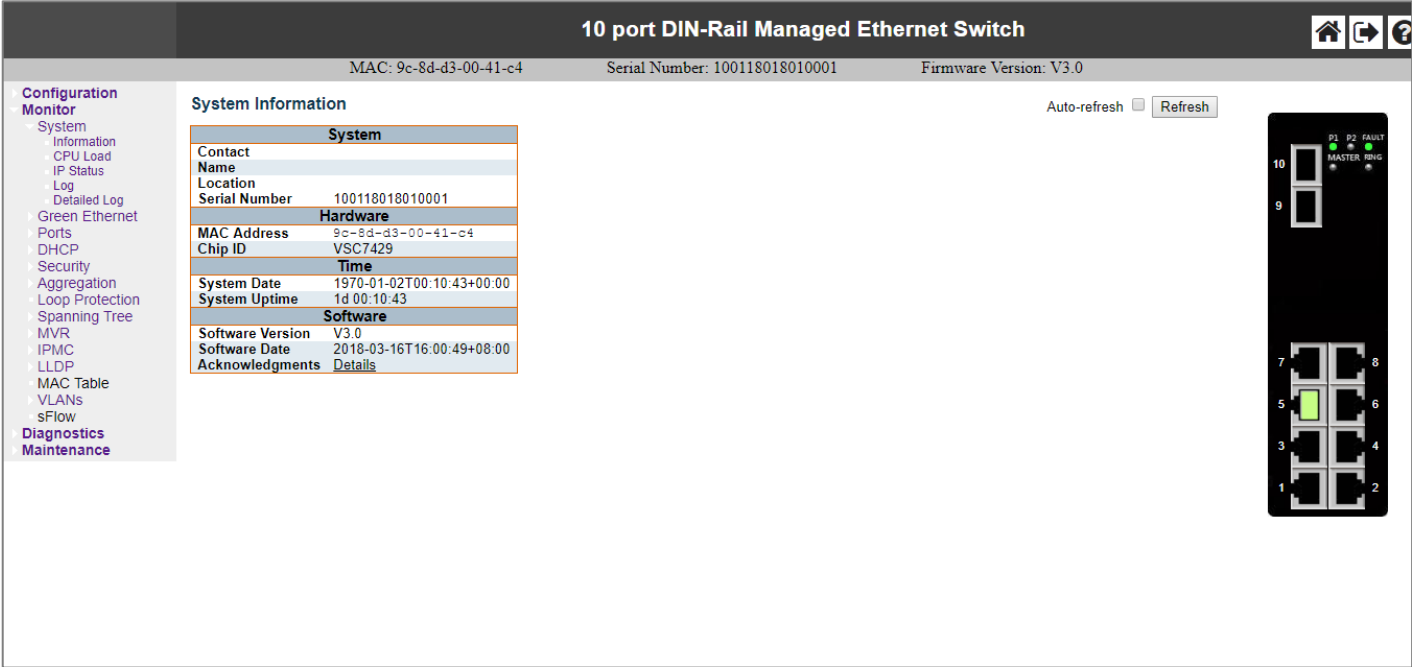 10 port DIN-Rail Managed Ethernet Switch
MAC: 9c-8d-d3-00-41-c4 Serial Number: 100118018010001 Firmware Version: V3.0
Configuration
Monitor
System
Information
CPU Load
IP Status
Log
Detailed Log
Green Ethernet
Ports
DHCP
Security
Aggregation
Loop Protection
Spanning Tree
MVR
IPMC
LLDP
MAC Table
VLANs
sFlow
Diagnostics
Maintenance
System Information
Auto-refresh Refresh
System
Contact
Name
Location
Serial Number 100118018010001
Hardware
MAC Address 9c-8d-d3-00-41-c4
Chip ID VSC7429
Time
System Date 1970-01-02T00:10:43+00:00
System Uptime 1d 00:10:43
Software
Software Version V3.0
Software Date 2018-03-16T16:00:49+08:00
Acknowledgments Details
P1 P2 FAULT
MASTER RING
10
9
7 8
5 6
3 4
1 2